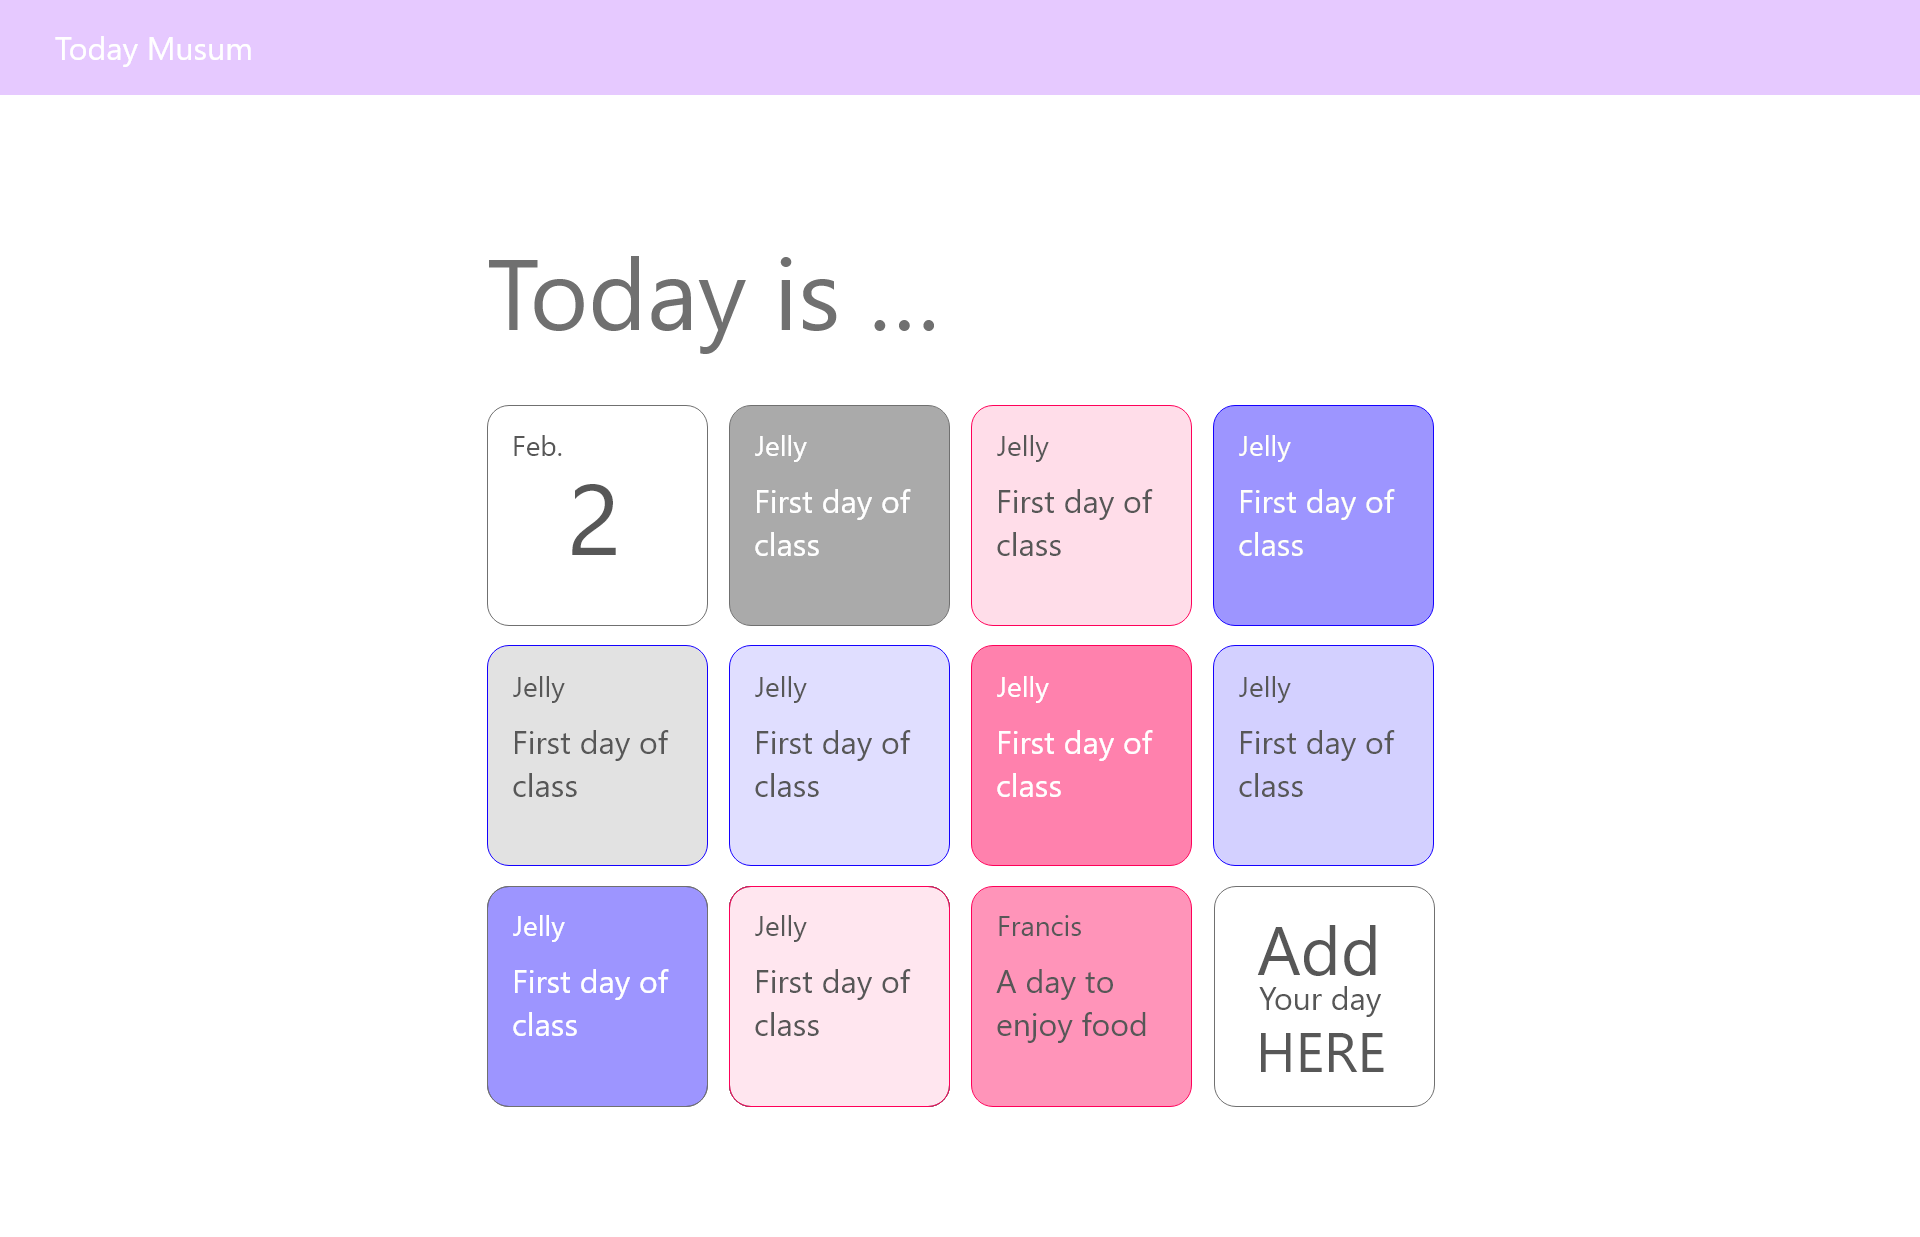 Today Musum
Today is ...
Feb.
2
Jelly
First day of
class
Jelly
First day of
class
Jelly
First day of
class
Jelly
First day of
class
Jelly
First day of
class
Jelly
First day of
class
Jelly
First day of
class
Jelly
First day of
class
Jelly
First day of
class
Francis
A day to
enjoy food
Add
Your day
HERE